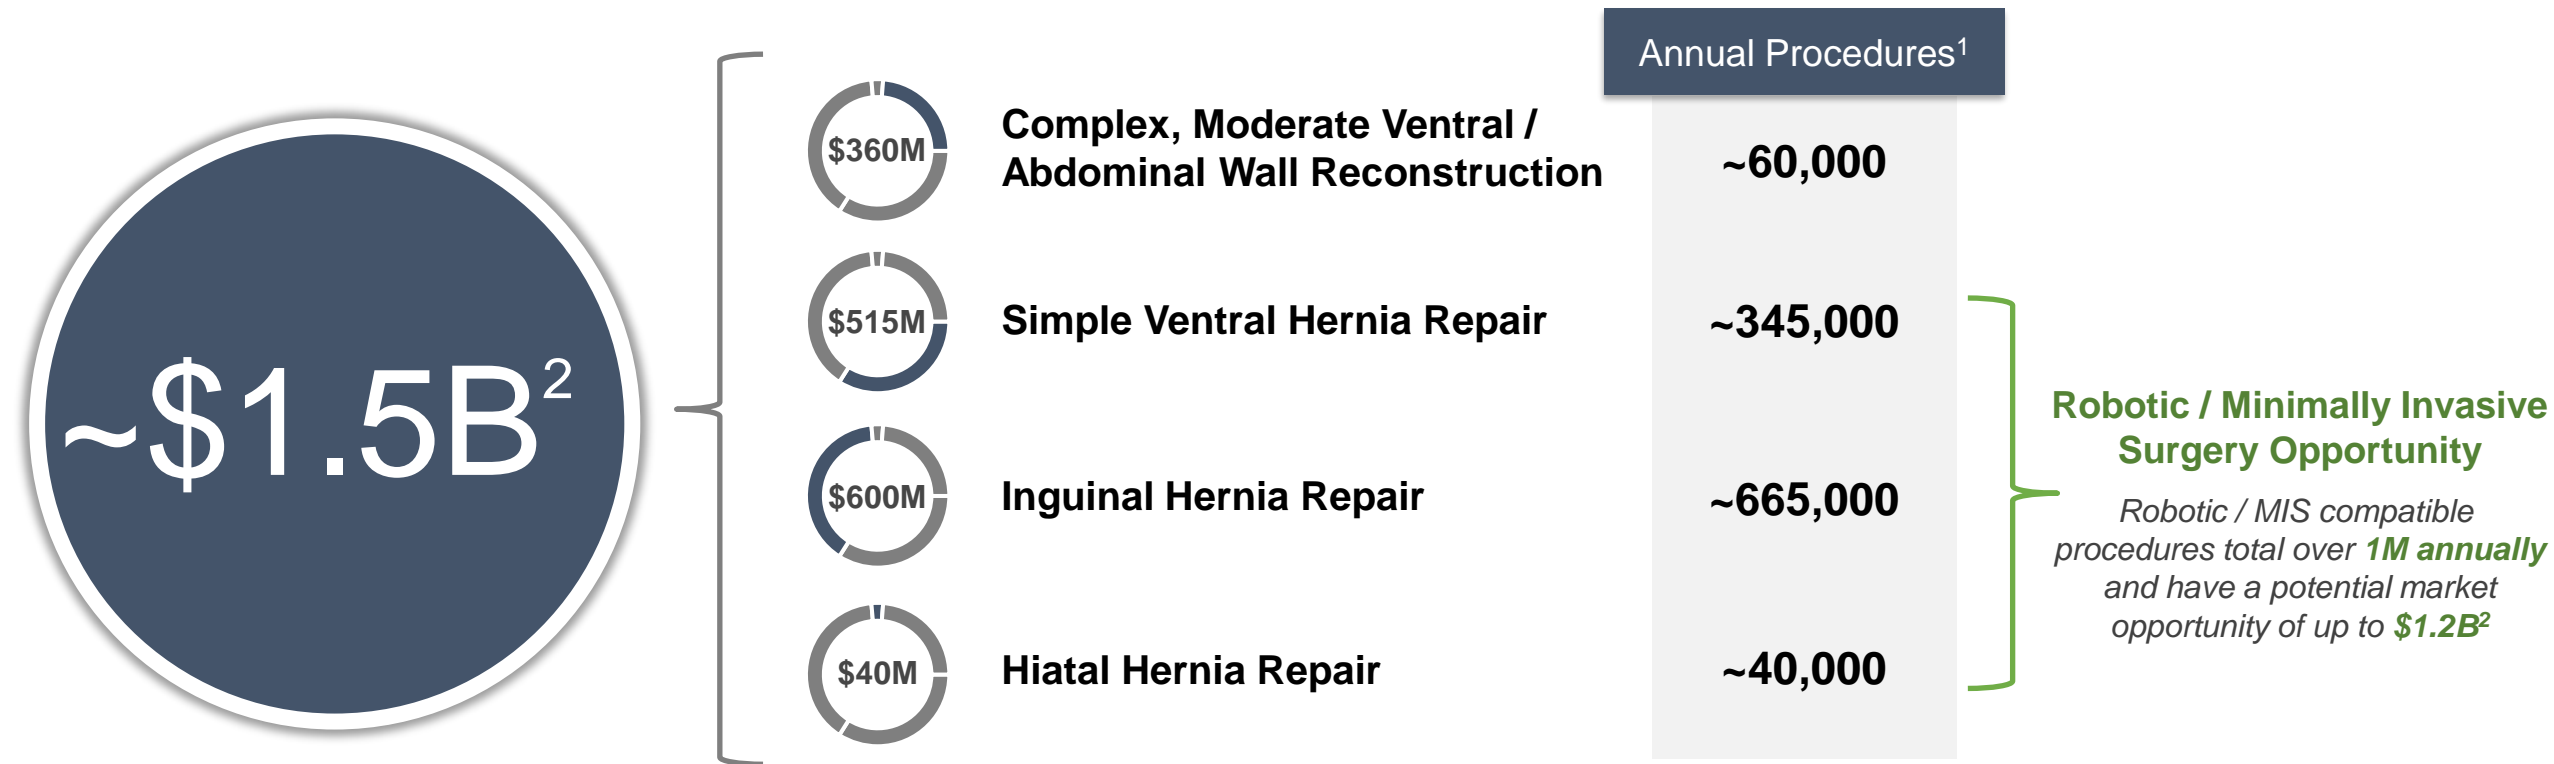 ~$1.5B2
Annual Procedures1
$360M
Complex, Moderate Ventral /
Abdominal Wall Reconstruction
~60,000
$515M
Simple Ventral Hernia Repair
~345,000
$600M
Inguinal Hernia Repair
~665,000
$40M
Hiatal Hernia Repair
~40,000
Robotic / Minimally Invasive
Surgery Opportunity
Robotic / MIS compatible
procedures total over 1M annually
and have a potential market
opportunity of up to $1.2B2